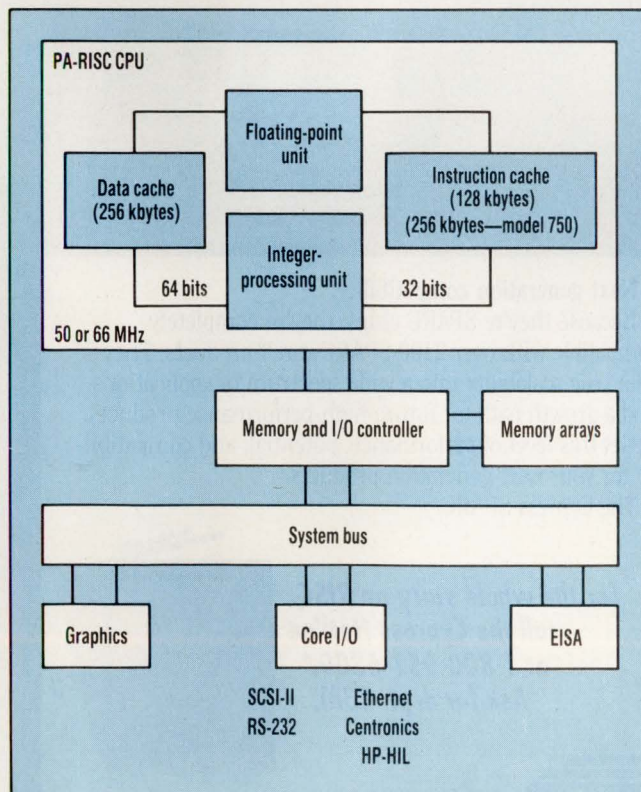 PA-RISC CPU
Floating-point
unit
Data cache
(256 kbytes)
Instruction cache
(128 kbytes)
(256 kbytes—model 750)
Integer-
processing unit
64 bits
32 bits
50 or 66 MHz
Memory and I/O controller
Memory arrays
System bus
Graphics
Core I/O
EISA
SCSI-II
Ethernet
RS-232
Centronics
HP-HIL